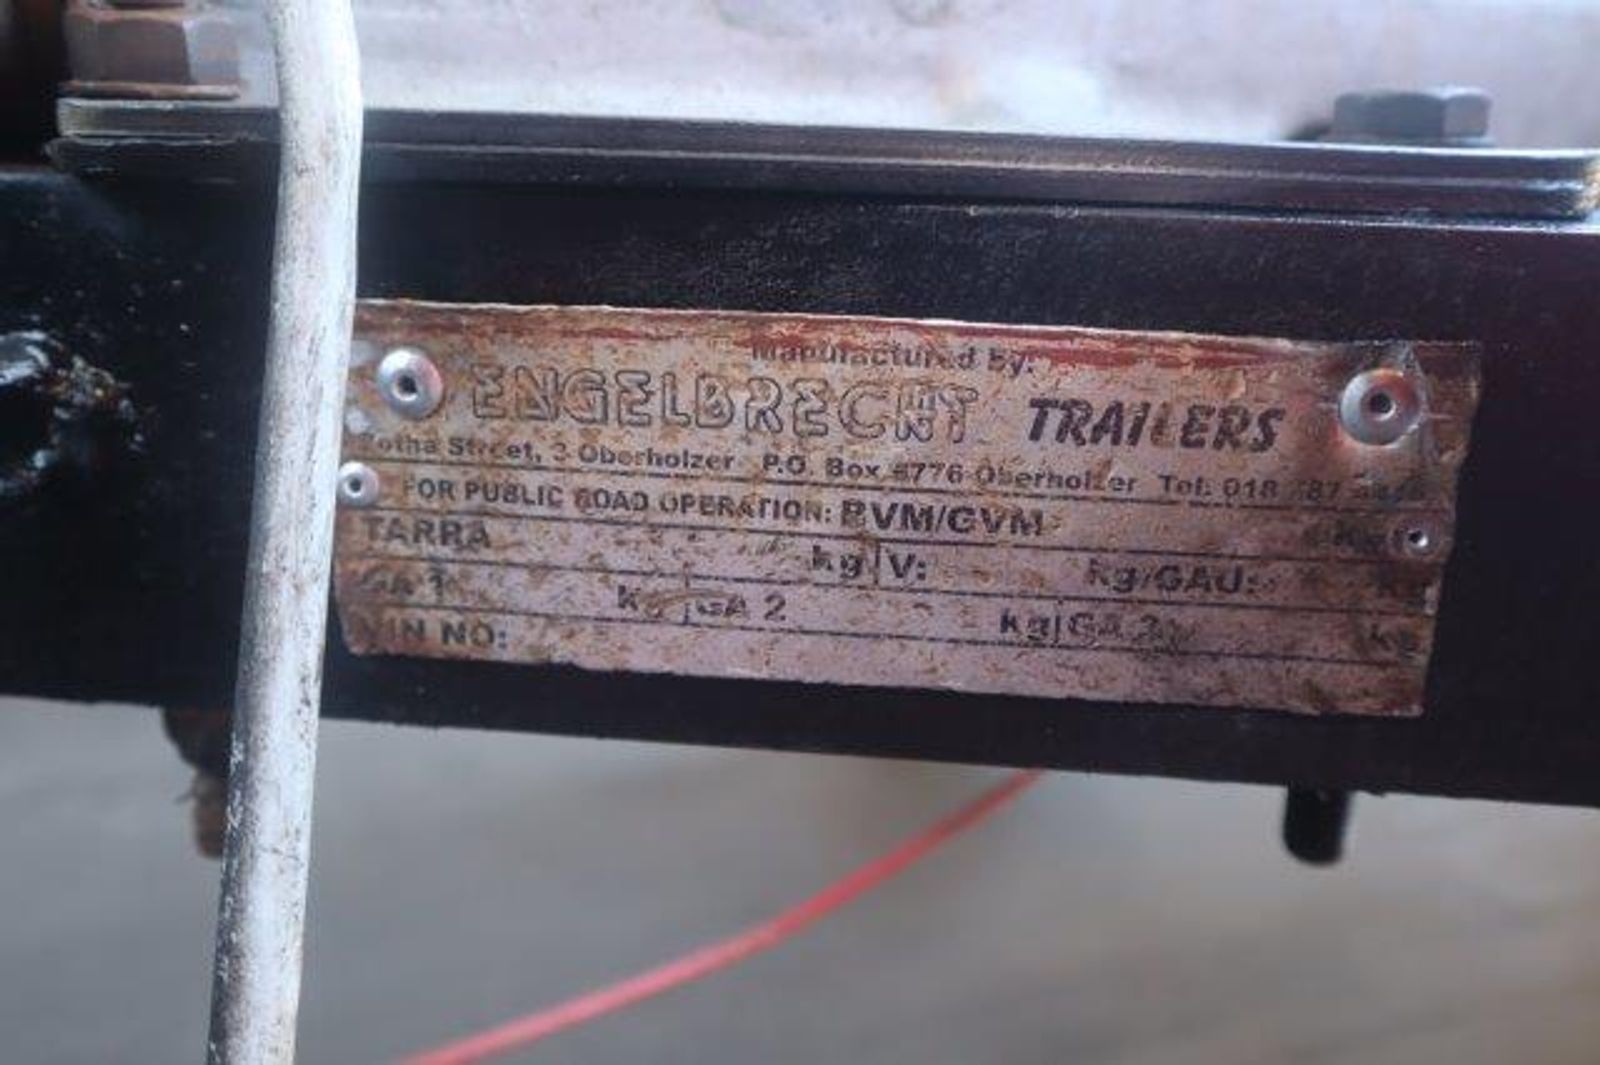 Manufactured By:
ENGELBRECHT TRAILERS
Botha Street, 3 Oberholzer P.O. Box 6776 Oberholzer Tel: 018
FOR PUBLIC ROAD OPERATION: BVM/GVM kg
TARRA kg V: kg/GAU: kg
GA 1 kg GA 2 kg GA 3 kg
VIN NO: